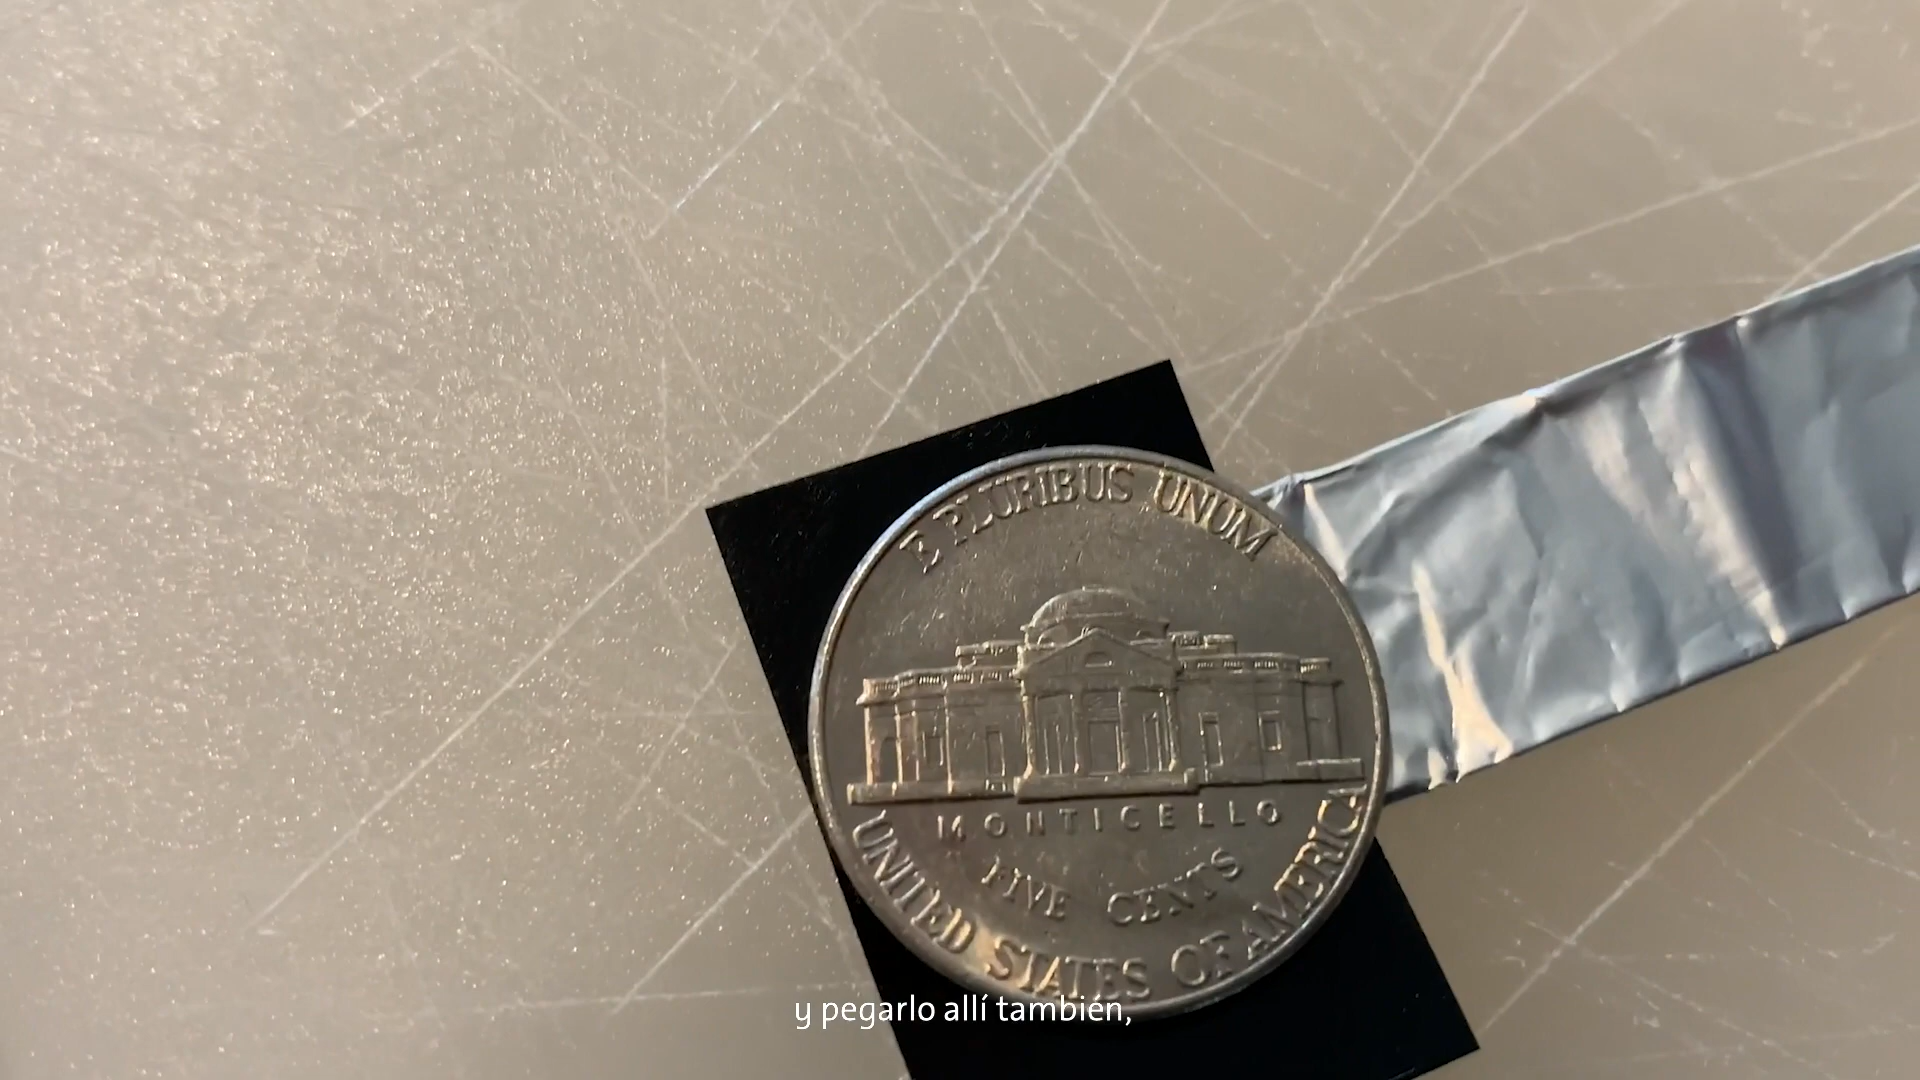 E PLURIBUS UNUM
MONTICELLO
FIVE CENTS
UNITED STATES OF AMERICA
y pegarlo allí también,